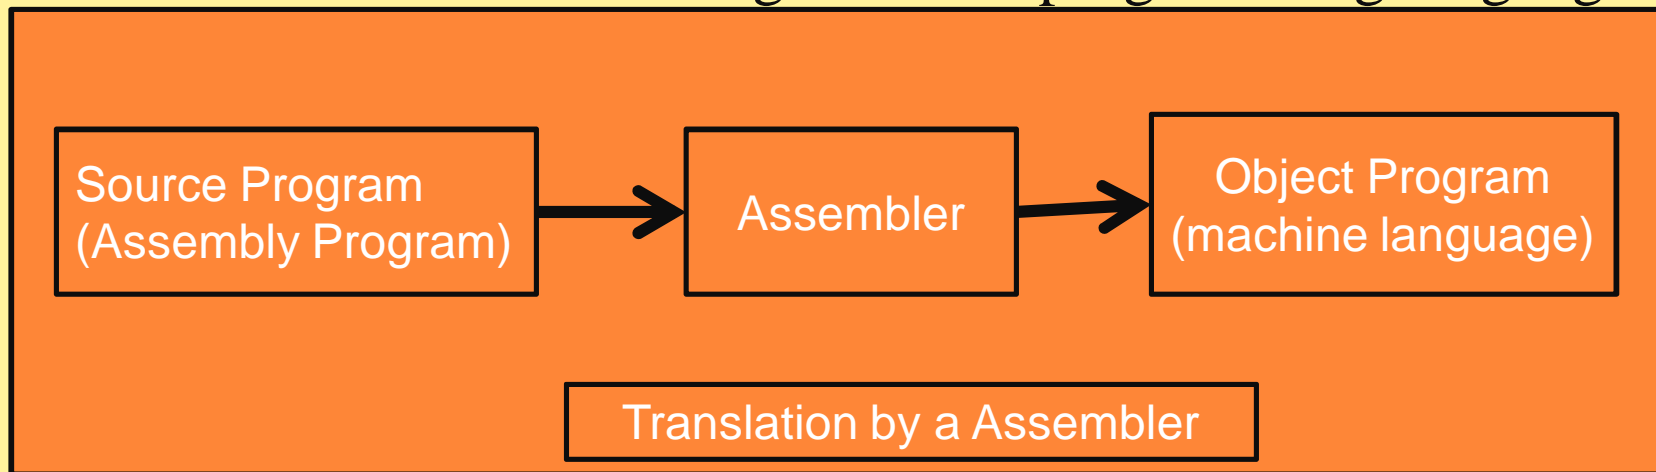 Source Program
(Assembly Program)
Assembler
Object Program
(machine language)
Translation by a Assembler